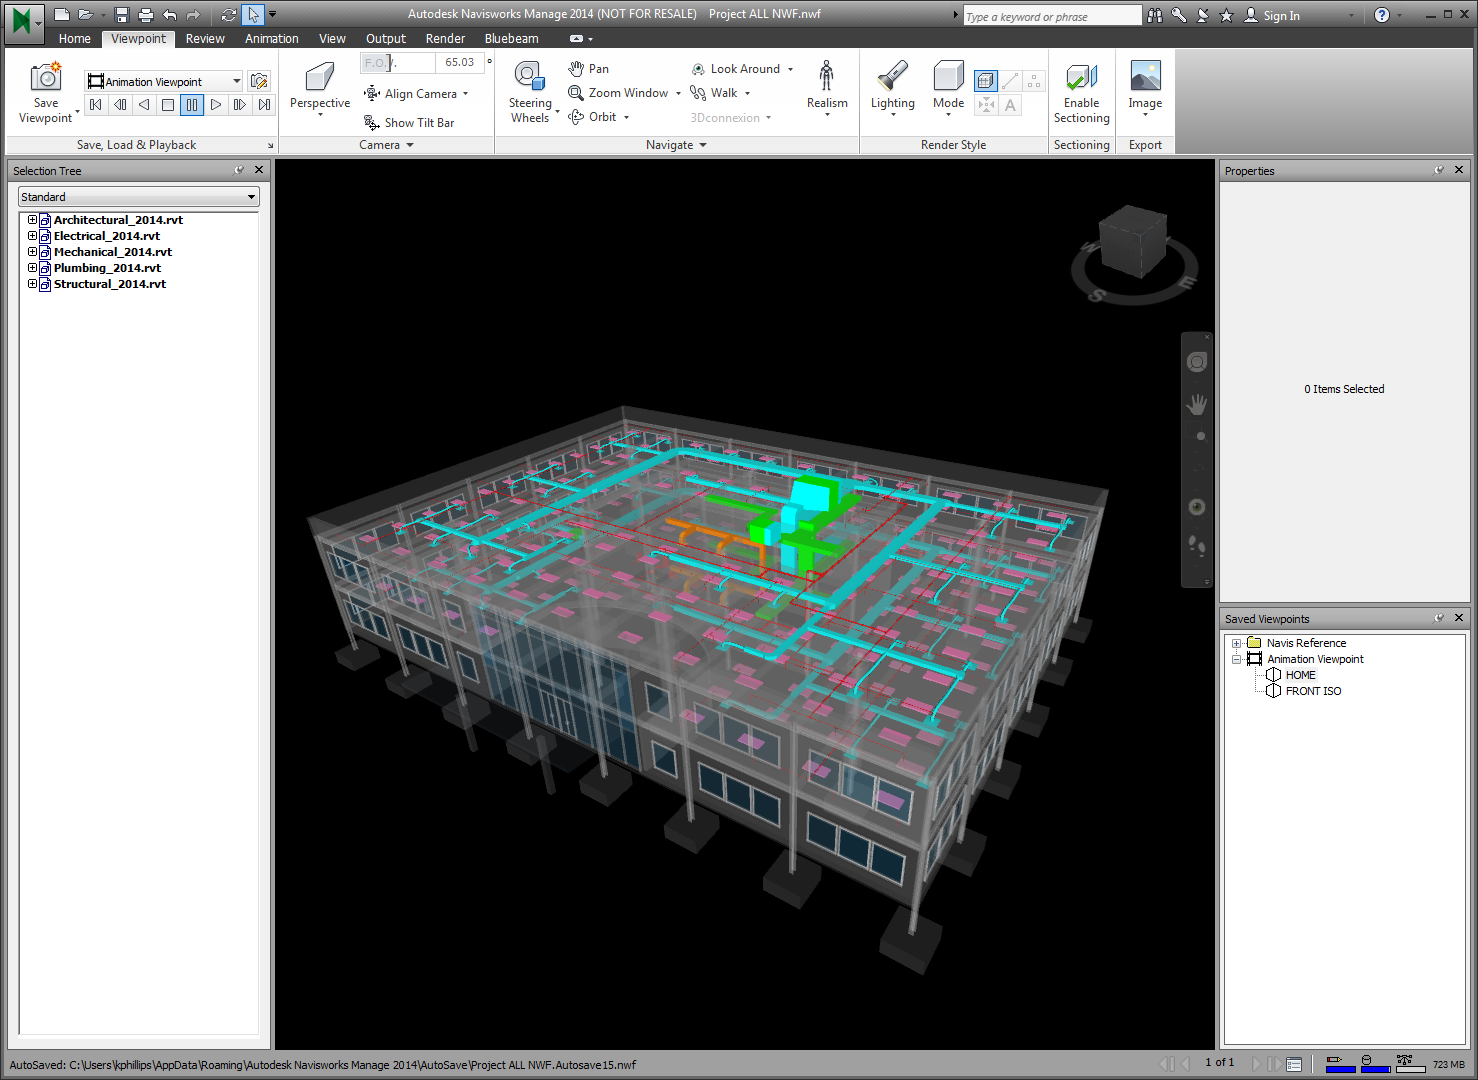 Autodesk Navisworks Manage 2014 (NOT FOR RESALE) Project ALL NWF.nwf
Type a keyword or phrase
Sign In
Home Viewpoint Review Animation View Output Render Bluebeam
Save Viewpoint
Animation Viewpoint
Save, Load & Playback
Perspective
F.O.V.
65.03 °
Align Camera
Show Tilt Bar
Camera
Steering Wheels
Pan
Zoom Window
Orbit
Look Around
Walk
3Dconnexion
Realism
Navigate
Lighting
Mode
A
Render Style
Enable Sectioning
Sectioning
Image
Export
Selection Tree
Standard
Architectural_2014.rvt
Electrical_2014.rvt
Mechanical_2014.rvt
Plumbing_2014.rvt
Structural_2014.rvt
W
S
E
Properties
0 Items Selected
Saved Viewpoints
Navis Reference
Animation Viewpoint
HOME
FRONT ISO
AutoSaved: C:\Users\kphillips\AppData\Roaming\Autodesk Navisworks Manage 2014\AutoSave\Project ALL NWF.Autosave15.nwf
1 of 1
723 MB